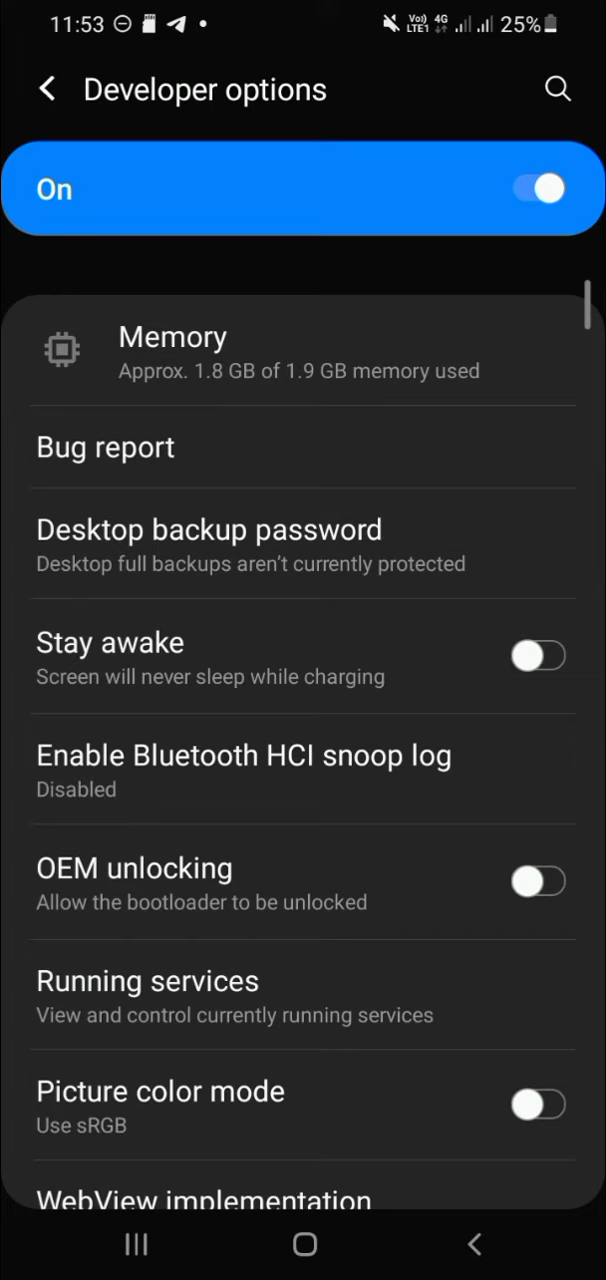 11:53 Vo)) LTE1 4G 25%
Developer options
On
Memory
Approx. 1.8 GB of 1.9 GB memory used
Bug report
Desktop backup password
Desktop full backups aren't currently protected
Stay awake
Screen will never sleep while charging
Enable Bluetooth HCI snoop log
Disabled
OEM unlocking
Allow the bootloader to be unlocked
Running services
View and control currently running services
Picture color mode
Use sRGB
WebView implementation